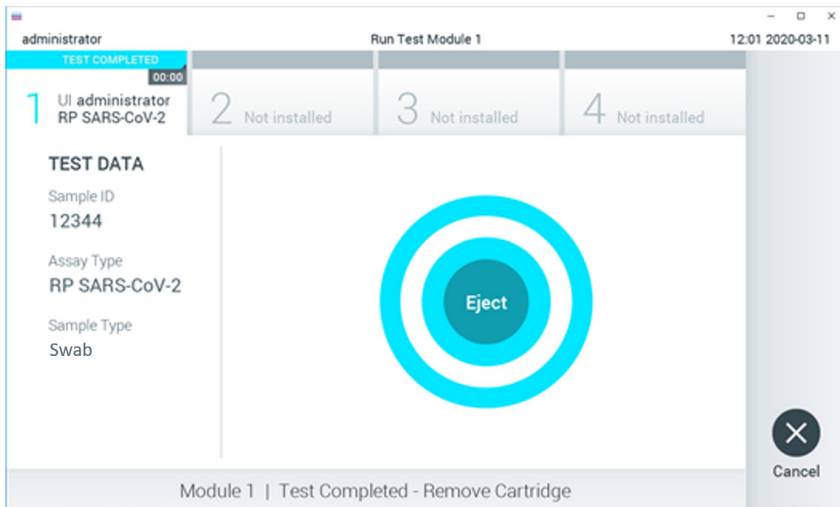 administrator
Run Test Module 1
12:01 2020-03-11
TEST COMPLETED
00:00
1
UI administrator
RP SARS-CoV-2
2 Not installed
3 Not installed
4 Not installed
TEST DATA
Sample ID
12344
Assay Type
RP SARS-CoV-2
Sample Type
Swab
Eject
Cancel
Module 1 | Test Completed - Remove Cartridge